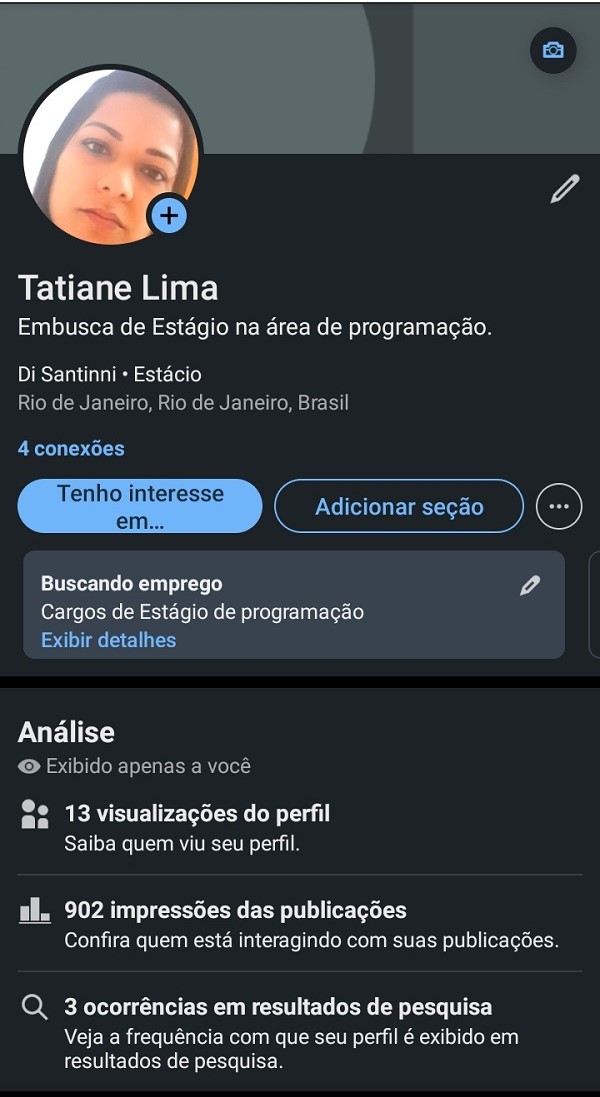 Tatiane Lima
Embusca de Estágio na área de programação.
Di Santinni • Estácio
Rio de Janeiro, Rio de Janeiro, Brasil
4 conexões
Tenho interesse
em...
Adicionar seção
Buscando emprego
Cargos de Estágio de programação
Exibir detalhes
Análise
Exibido apenas a você
13 visualizações do perfil
Saiba quem viu seu perfil.
902 impressões das publicações
Confira quem está interagindo com suas publicações.
3 ocorrências em resultados de pesquisa
Veja a frequência com que seu perfil é exibido em
resultados de pesquisa.